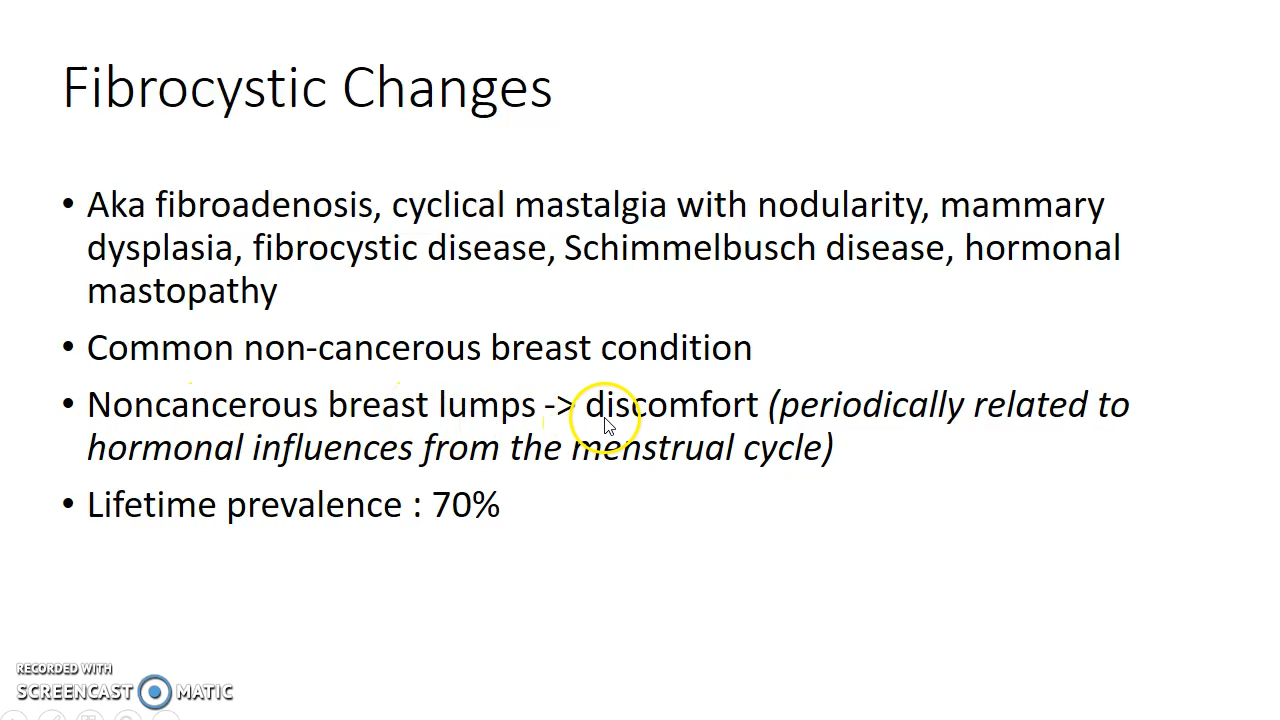 Fibrocystic Changes
• Aka fibroadenosis, cyclical mastalgia with nodularity, mammary
dysplasia, fibrocystic disease, Schimmelbusch disease, hormonal
mastopathy
• Common non-cancerous breast condition
• Noncancerous breast lumps -> discomfort (periodically related to
hormonal influences from the menstrual cycle)
• Lifetime prevalence : 70%
RECORDED WITH
SCREENCAST MATIC